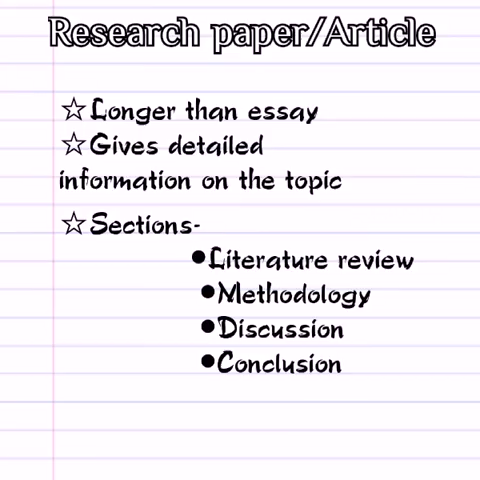 Research paper/Article
☆Longer than essay
☆Gives detailed
information on the topic
☆Sections-
●Literature review
●Methodology
●Discussion
●Conclusion